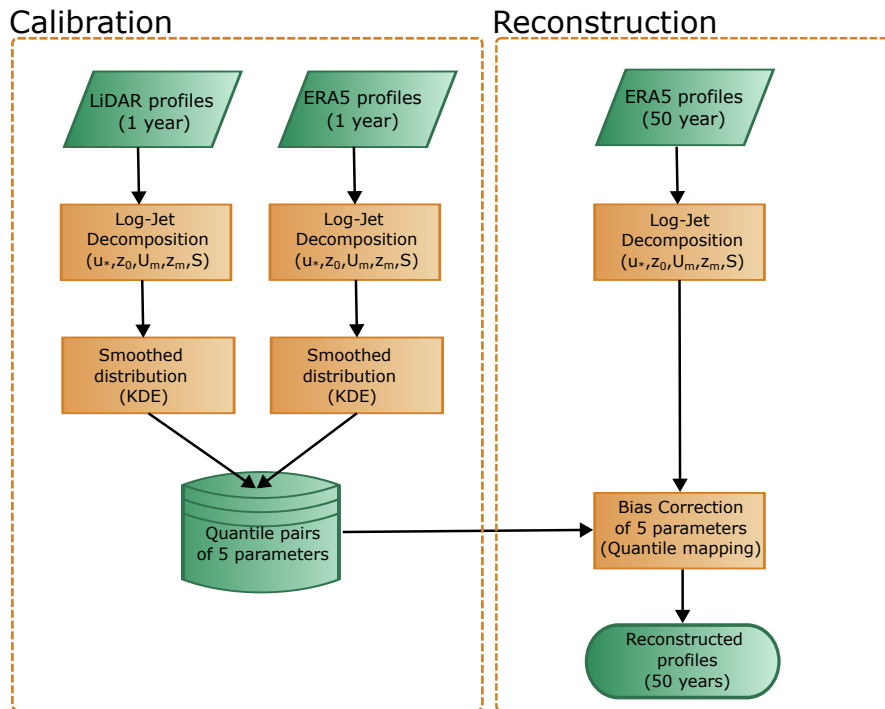 Calibration
LiDAR profiles
(1 year)
ERA5 profiles
(1 year)
Log-Jet
Decomposition
(u*,z₀,Uₘ,zₘ,S)
Log-Jet
Decomposition
(u*,z₀,Uₘ,zₘ,S)
Smoothed
distribution
(KDE)
Smoothed
distribution
(KDE)
Quantile pairs
of 5 parameters
Reconstruction
ERA5 profiles
(50 year)
Log-Jet
Decomposition
(u*,z₀,Uₘ,zₘ,S)
Bias Correction
of 5 parameters
(Quantile mapping)
Reconstructed
profiles
(50 years)